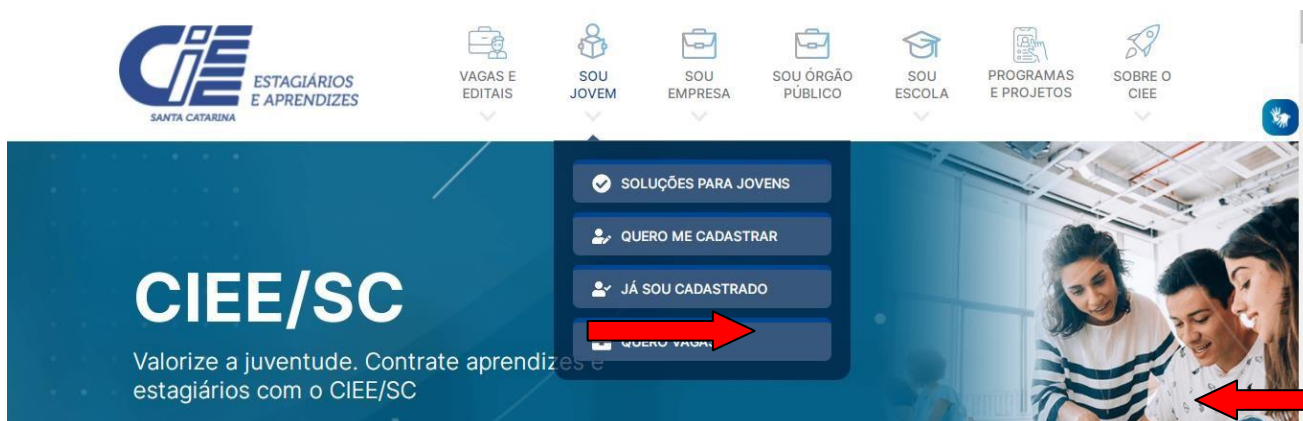 CIEE
ESTAGIÁRIOS
E APRENDIZES
SANTA CATARINA
VAGAS E
EDITAIS
SOU
JOVEM
SOU
EMPRESA
SOU ÓRGÃO
PÚBLICO
SOU
ESCOLA
PROGRAMAS
E PROJETOS
SOBRE O
CIEE
SOLUÇÕES PARA JOVENS
QUERO ME CADASTRAR
JÁ SOU CADASTRADO
QUERO VAGAS
CIEE/SC
Valorize a juventude. Contrate aprendizes e
estagiários com o CIEE/SC